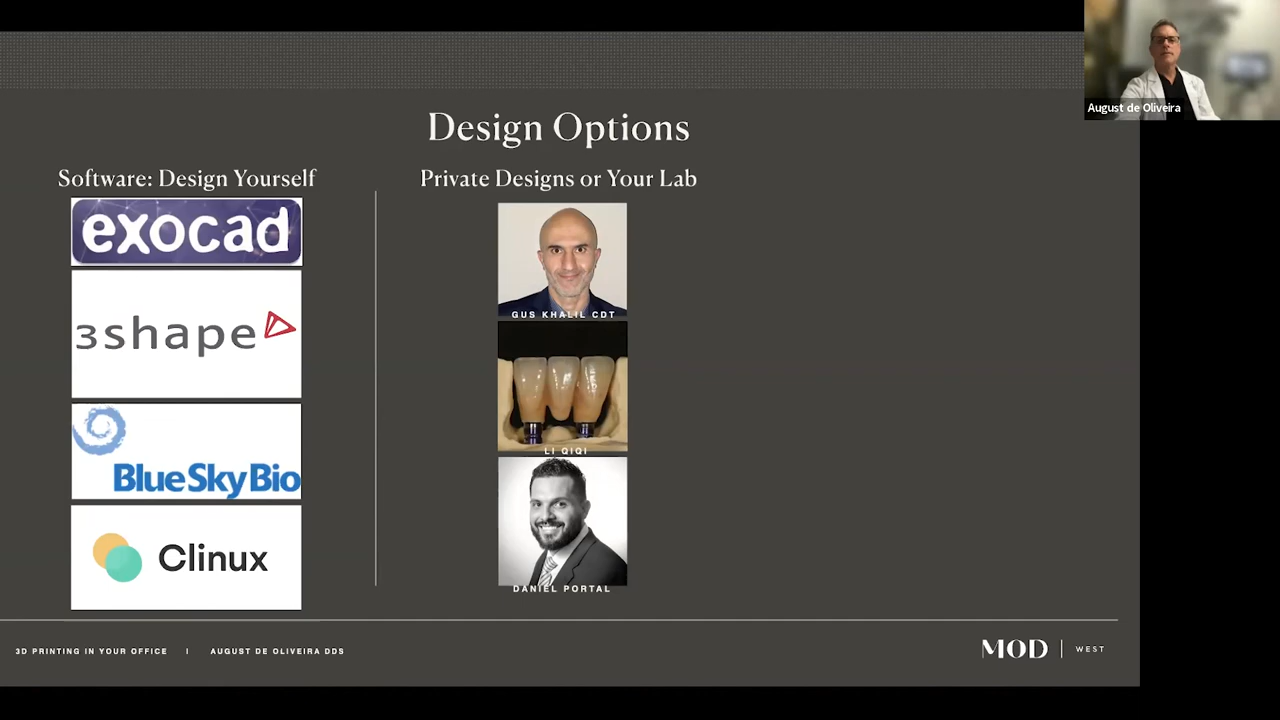 August de Oliveira
Design Options
Software: Design Yourself
exocad
3shape
BlueSkyBio
Clinux
Private Designs or Your Lab
GUS KHALIL CDT
LI QIQI
DANIEL PORTAL
3D PRINTING IN YOUR OFFICE | AUGUST DE OLIVEIRA DDS
MOD | WEST